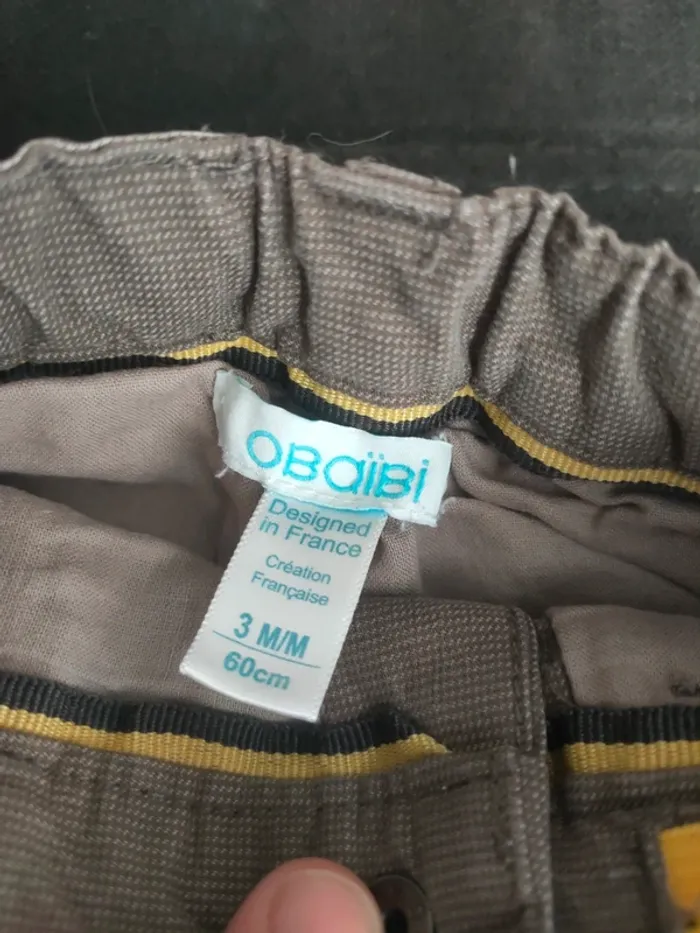 OBaïBi
Designed
in France
Création
Française
3 M/M
60cm